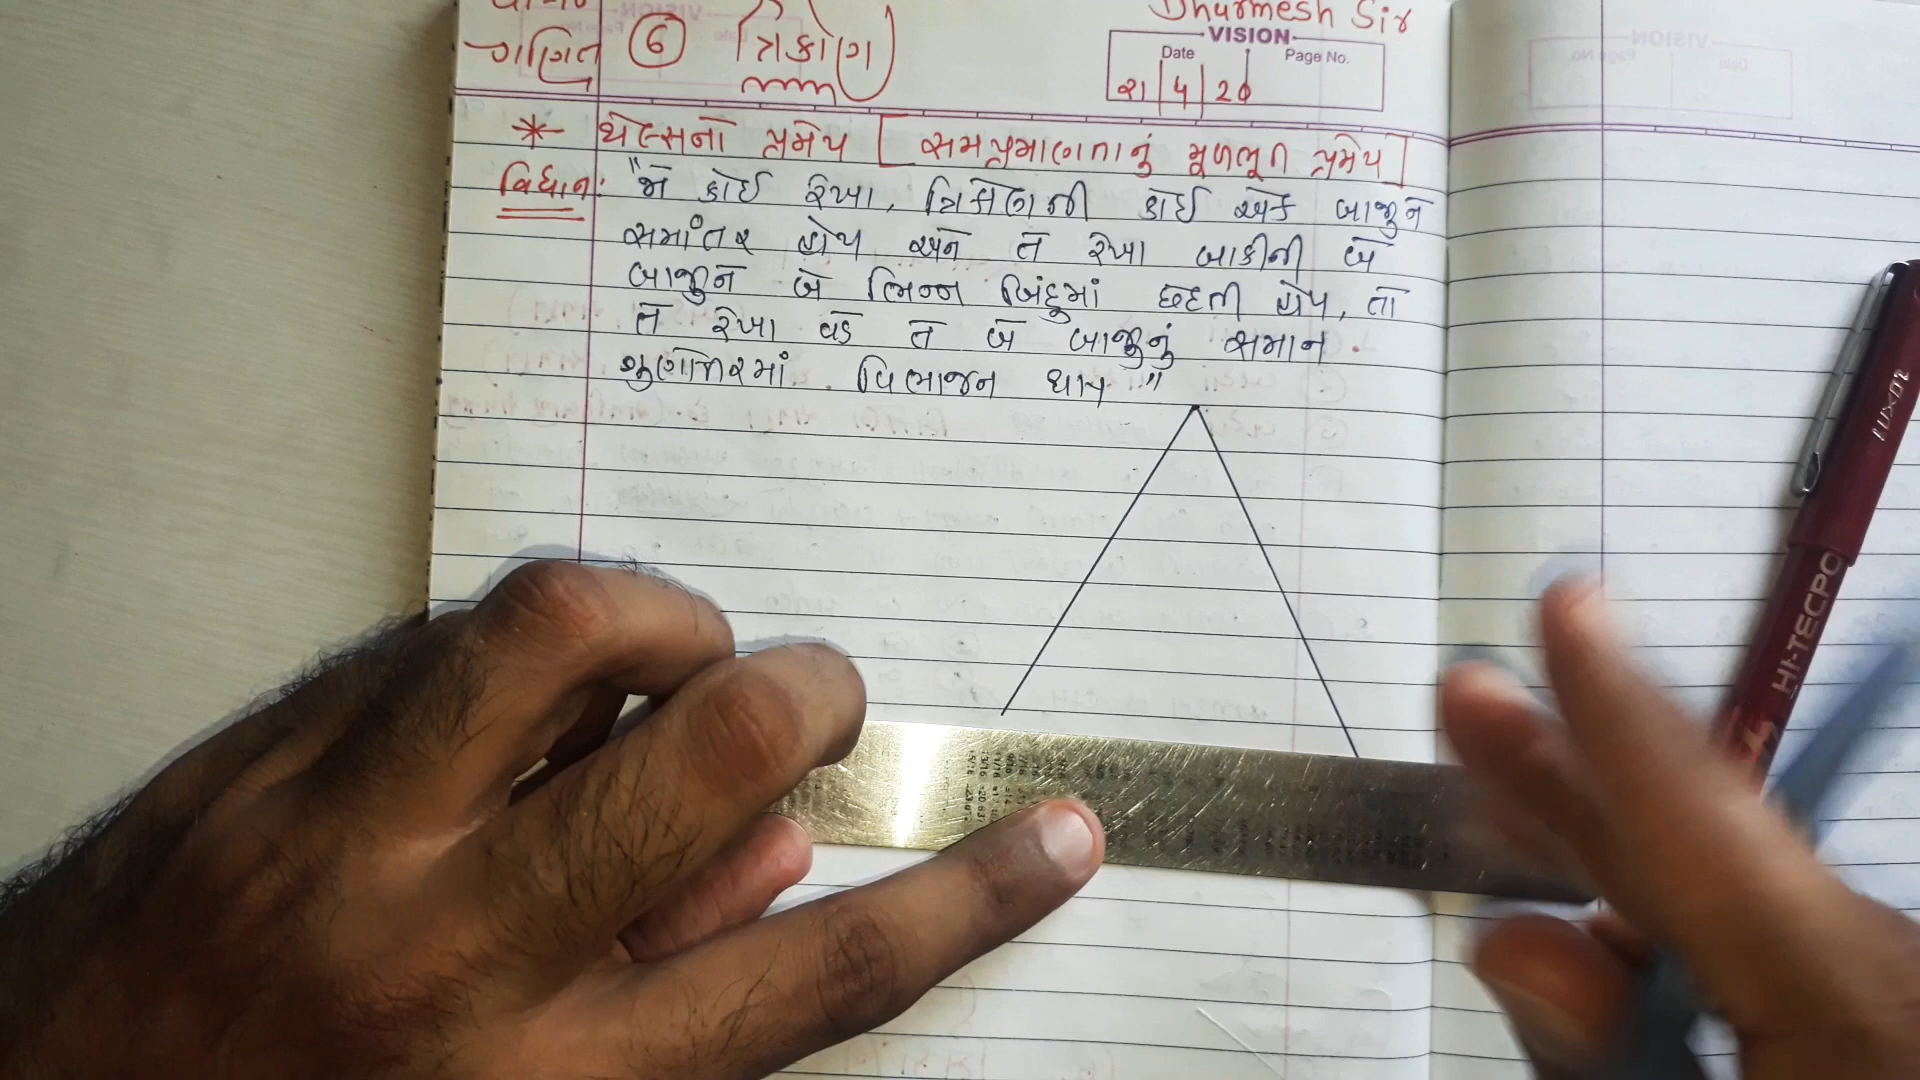 Dharmesh Sir
ગણિત 6 ત્રિકોણ
VISION
Date Page No.
21/4/20
* થેલ્સનો પ્રમેય [સમપ્રમાણતાનું મૂળભૂત પ્રમેય]
વિધાન: "જો કોઈ રેખા, ત્રિકોણની કોઈ એક બાજુને
સમાંતર હોય અને તે રેખા બાકીની બે
બાજુને બે ભિન્ન બિંદુમાં છેદતી હોય, તો
તે રેખા વડે તે બે બાજુનું સમાન
ગુણોત્તરમાં વિભાજન થાય."
LUXOR
HI-TECPO